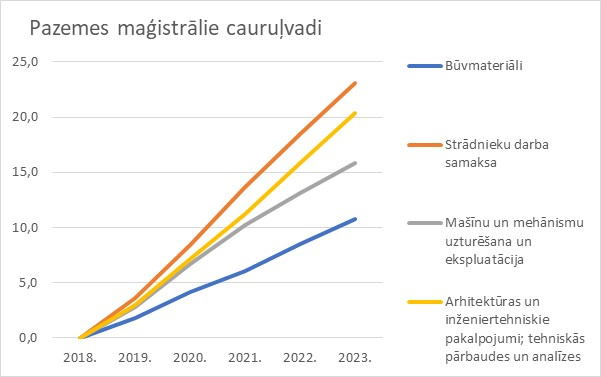 Pazemes maģistrālie cauruļvadi
25,0
20,0
15,0
10,0
5,0
0,0
2018. 2019. 2020. 2021. 2022. 2023.
Būvmateriāli
Strādnieku darba
samaksa
Mašīnu un mehānismu
uzturēšana un
ekspluatācija
Arhitektūras un
inženiertehniskie
pakalpojumi; tehniskās
pārbaudes un analīzes